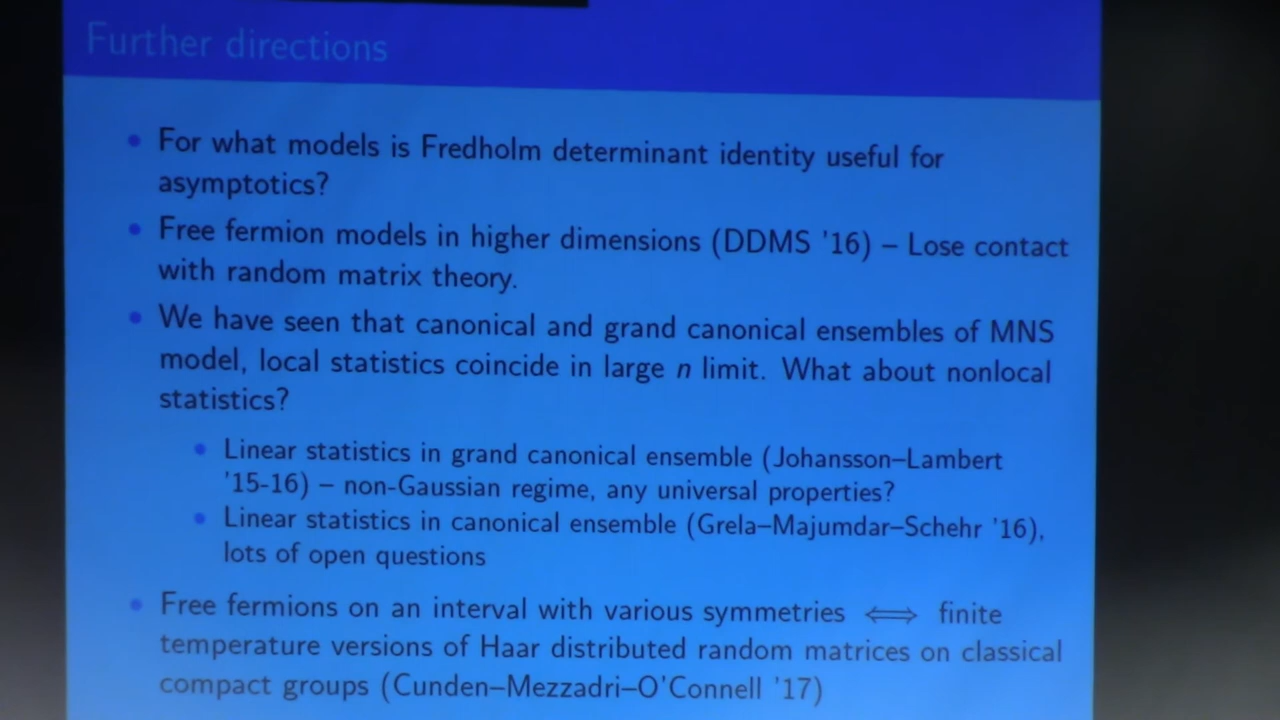 Further directions
• For what models is Fredholm determinant identity useful for
asymptotics?
• Free fermion models in higher dimensions (DDMS '16) – Lose contact
with random matrix theory.
• We have seen that canonical and grand canonical ensembles of MNS
model, local statistics coincide in large n limit. What about nonlocal
statistics?
• Linear statistics in grand canonical ensemble (Johansson–Lambert
'15-16) – non-Gaussian regime, any universal properties?
• Linear statistics in canonical ensemble (Grela–Majumdar–Schehr '16),
lots of open questions
• Free fermions on an interval with various symmetries ⟺ finite
temperature versions of Haar distributed random matrices on classical
compact groups (Cunden–Mezzadri–O'Connell '17)